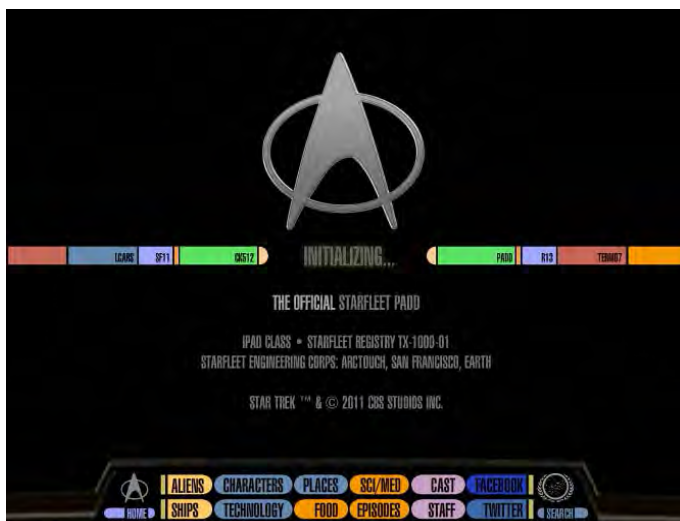 LCARS SF11 CK512 INITIALIZING... PADD R13 TERM47
THE OFFICIAL STARFLEET PADD
IPAD CLASS • STARFLEET REGISTRY TX-1000-01
STARFLEET ENGINEERING CORPS: ARCTOUCH, SAN FRANCISCO, EARTH
STAR TREK ™ & © 2011 CBS STUDIOS INC.
ALIENS CHARACTERS PLACES SCI/MED CAST FACEBOOK
HOME SHIPS TECHNOLOGY FOOD EPISODES STAFF TWITTER SEARCH